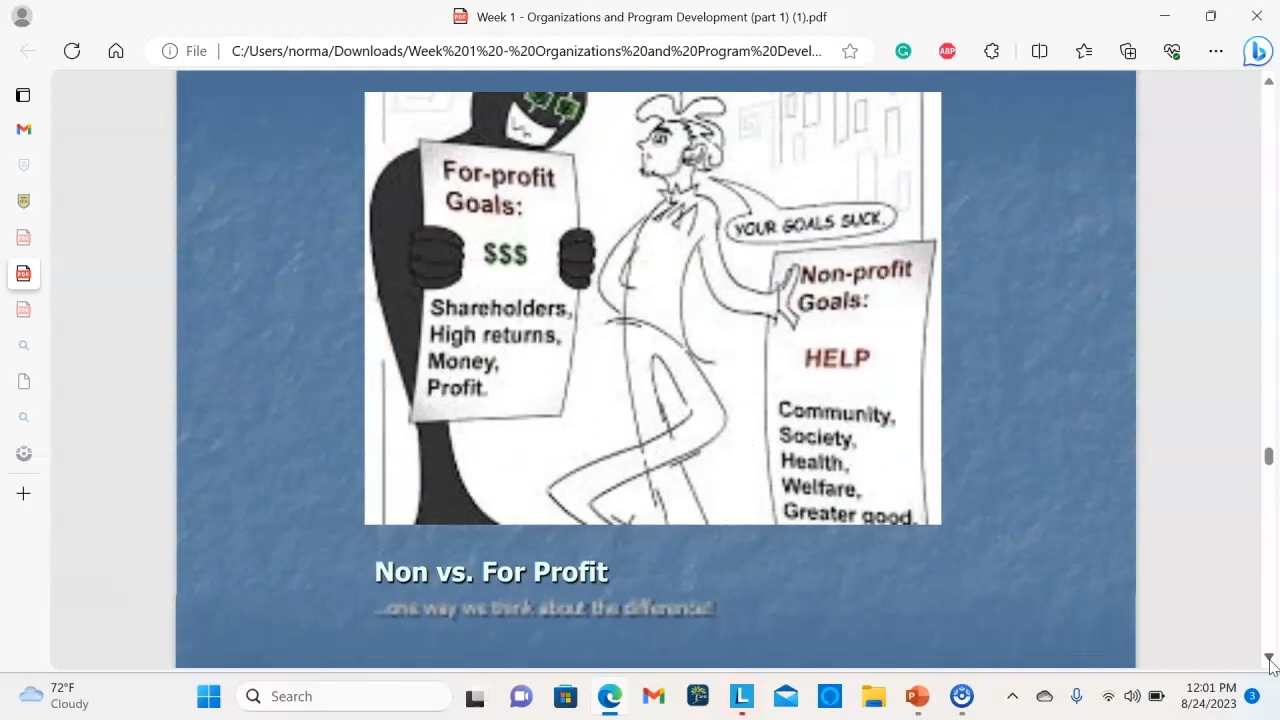 Week 1 - Organizations and Program Development (part 1) (1).pdf
File
C:/Users/norma/Downloads/Week%201%20-%20Organizations%20and%20Program%20Devel...
ABP
For-profit
Goals:
$$$
Shareholders,
High returns,
Money,
Profit.
YOUR GOALS SUCK.
Non-profit
Goals:
HELP
Community,
Society,
Health,
Welfare,
Greater good.
Non vs. For Profit
...one way we think about the difference!
72°F
Cloudy
Search
L
12:01 PM
8/24/2023
3